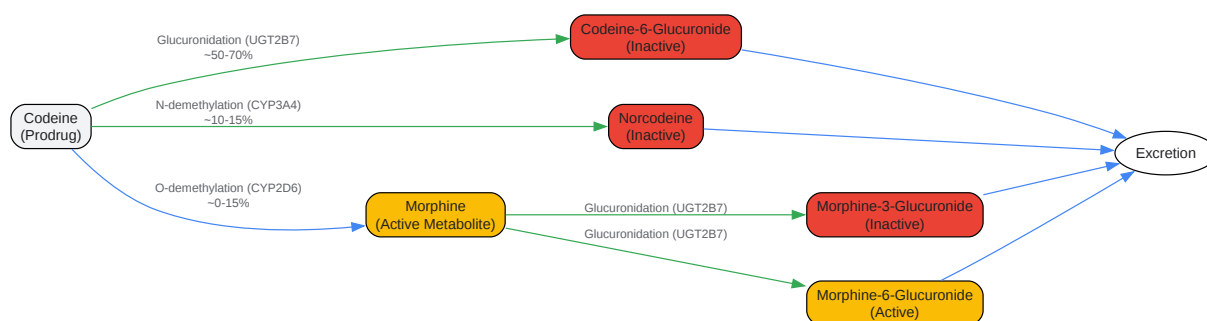 Codeine-6-Glucuronide
(Inactive)
Glucuronidation (UGT2B7)
~50-70%
Codeine
(Prodrug)
N-demethylation (CYP3A4)
~10-15%
Norcodeine
(Inactive)
Excretion
O-demethylation (CYP2D6)
~0-15%
Morphine
(Active Metabolite)
Glucuronidation (UGT2B7)
Morphine-3-Glucuronide
(Inactive)
Glucuronidation (UGT2B7)
Morphine-6-Glucuronide
(Active)